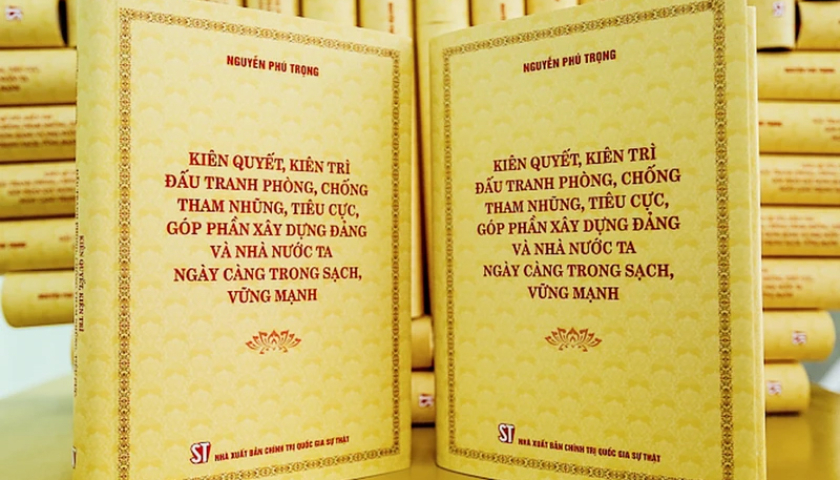 NGUYỄN PHÚ TRỌNG
KIÊN QUYẾT, KIÊN TRÌ
ĐẤU TRANH PHÒNG, CHỐNG
THAM NHŨNG, TIÊU CỰC,
GÓP PHẦN XÂY DỰNG ĐẢNG
VÀ NHÀ NƯỚC TA
NGÀY CÀNG TRONG SẠCH,
VỮNG MẠNH
ST NHÀ XUẤT BẢN CHÍNH TRỊ QUỐC GIA SỰ THẬT
KIÊN QUYẾT, KIÊN TRÌ
NGUYỄN PHÚ TRỌNG
KIÊN QUYẾT, KIÊN TRÌ
ĐẤU TRANH PHÒNG, CHỐNG
THAM NHŨNG, TIÊU CỰC,
GÓP PHẦN XÂY DỰNG ĐẢNG
VÀ NHÀ NƯỚC TA
NGÀY CÀNG TRONG SẠCH,
VỮNG MẠNH
ST NHÀ XUẤT BẢN CHÍNH TRỊ QUỐC GIA SỰ THẬT